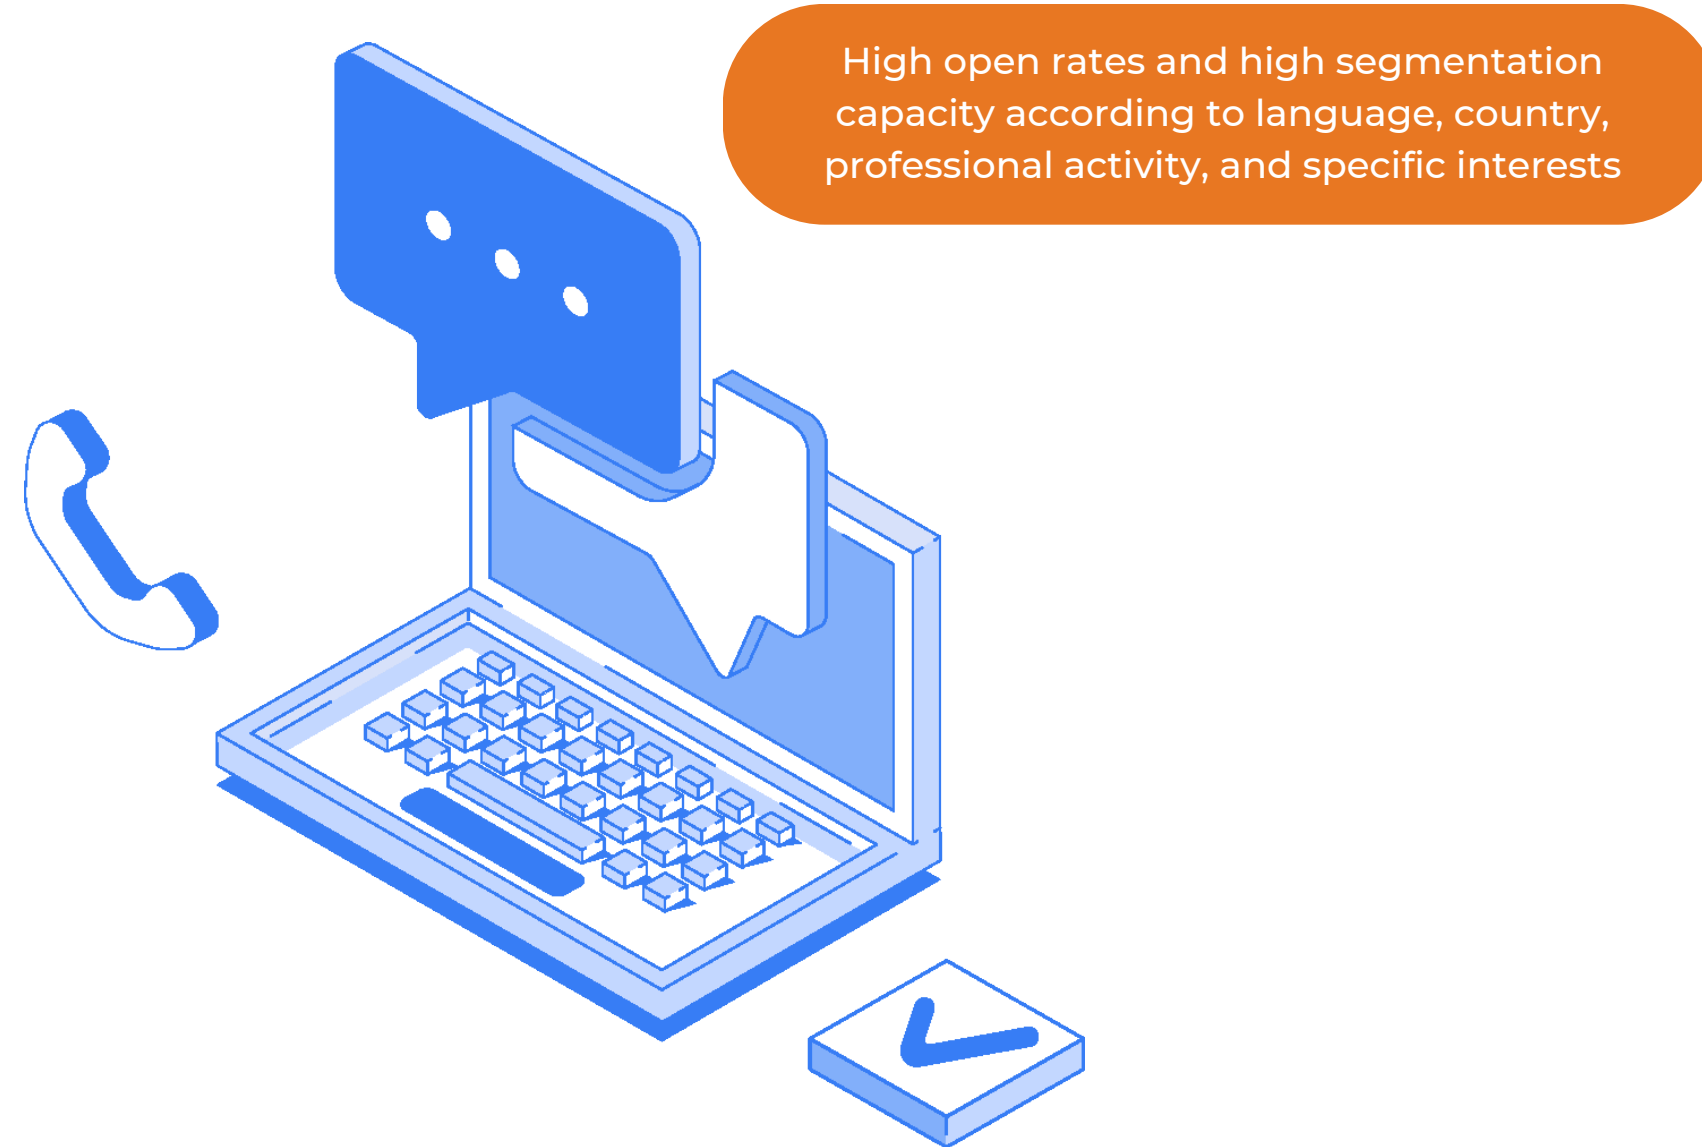 High open rates and high segmentation
capacity according to language, country,
professional activity, and specific interests